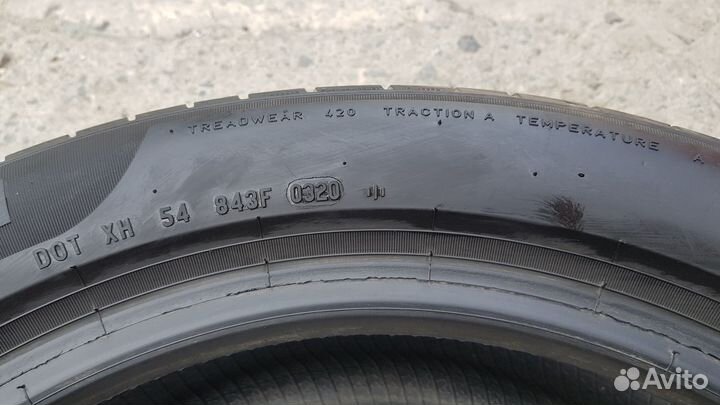 TREADWEAR 420 TRACTION A TEMPERATURE A
DOT XH 54 843F 0320
Avito